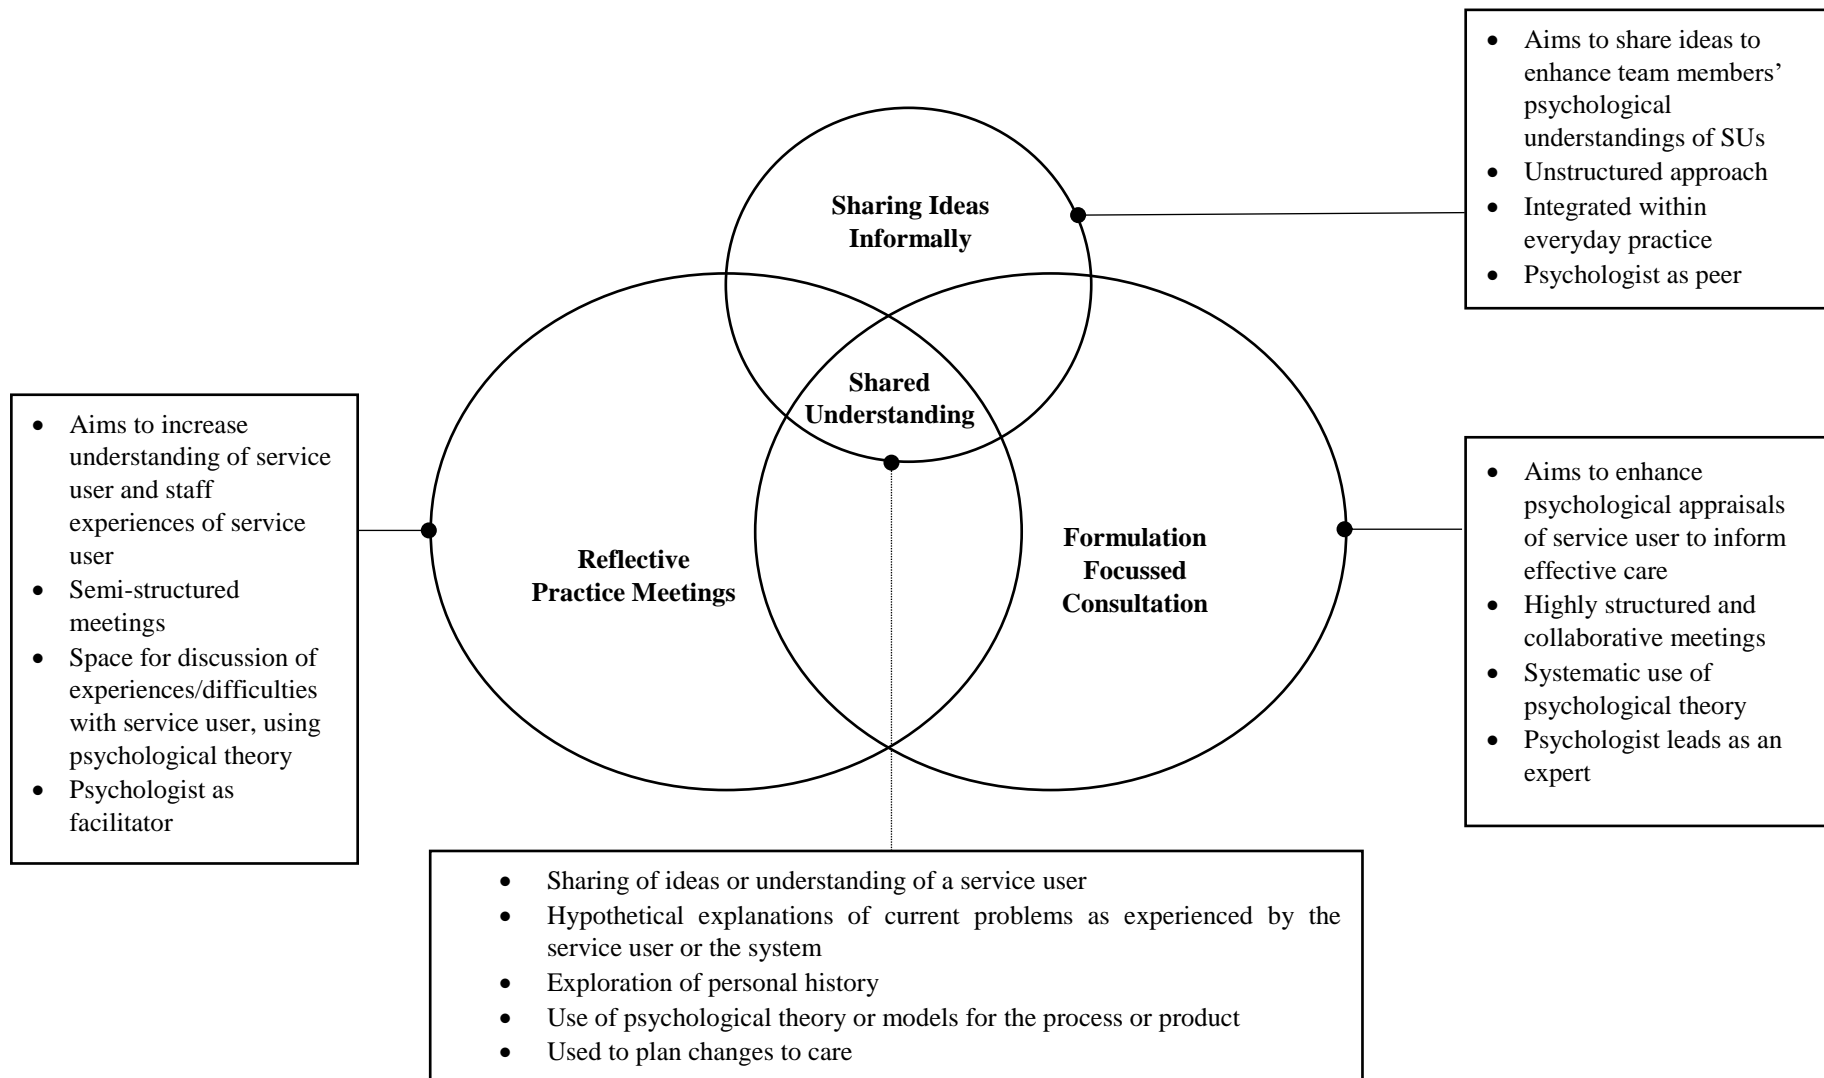 • Aims to share ideas to
enhance team members’
psychological
understandings of SUs
• Unstructured approach
• Integrated within
everyday practice
• Psychologist as peer
Sharing Ideas
Informally
Shared
Understanding
Reflective
Practice Meetings
Formulation
Focussed
Consultation
• Aims to increase
understanding of service
user and staff
experiences of service
user
• Semi-structured
meetings
• Space for discussion of
experiences/difficulties
with service user, using
psychological theory
• Psychologist as
facilitator
• Aims to enhance
psychological appraisals
of service user to inform
effective care
• Highly structured and
collaborative meetings
• Systematic use of
psychological theory
• Psychologist leads as an
expert
• Sharing of ideas or understanding of a service user
• Hypothetical explanations of current problems as experienced by the
service user or the system
• Exploration of personal history
• Use of psychological theory or models for the process or product
• Used to plan changes to care